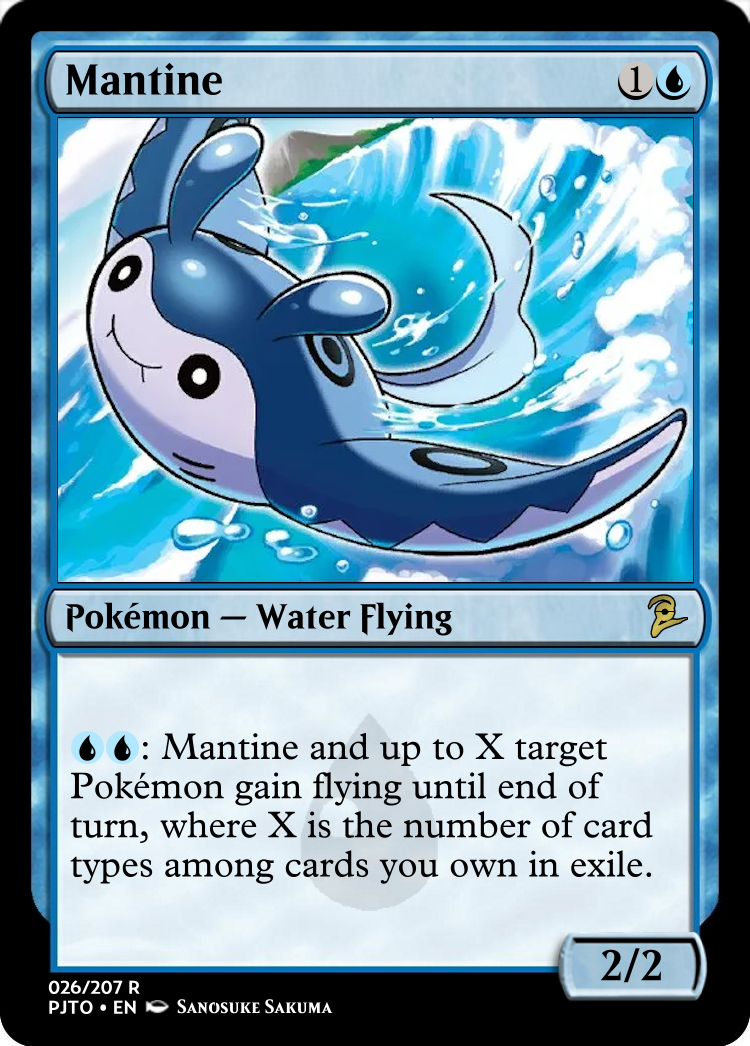 Mantine 1
Pokémon — Water Flying
: Mantine and up to X target
Pokémon gain flying until end of
turn, where X is the number of card
types among cards you own in exile.
2/2
026/207 R
PJTO • EN Sanosuke Sakuma